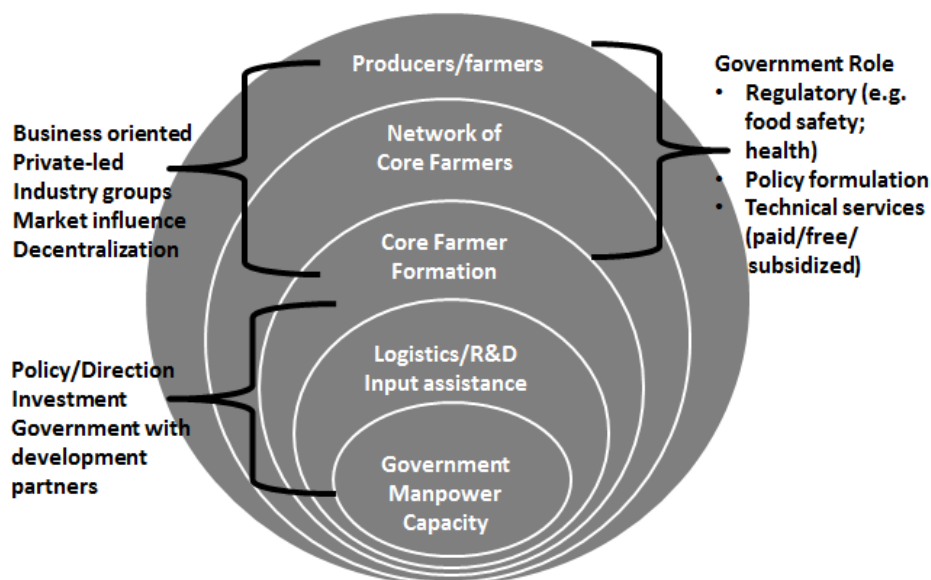 Producers/farmers
Network of
Core Farmers
Core Farmer
Formation
Logistics/R&D
Input assistance
Government
Manpower
Capacity
Business oriented
Private-led
Industry groups
Market influence
Decentralization
Policy/Direction
Investment
Government with
development
partners
Government Role
• Regulatory (e.g.
food safety;
health)
• Policy formulation
• Technical services
(paid/free/
subsidized)